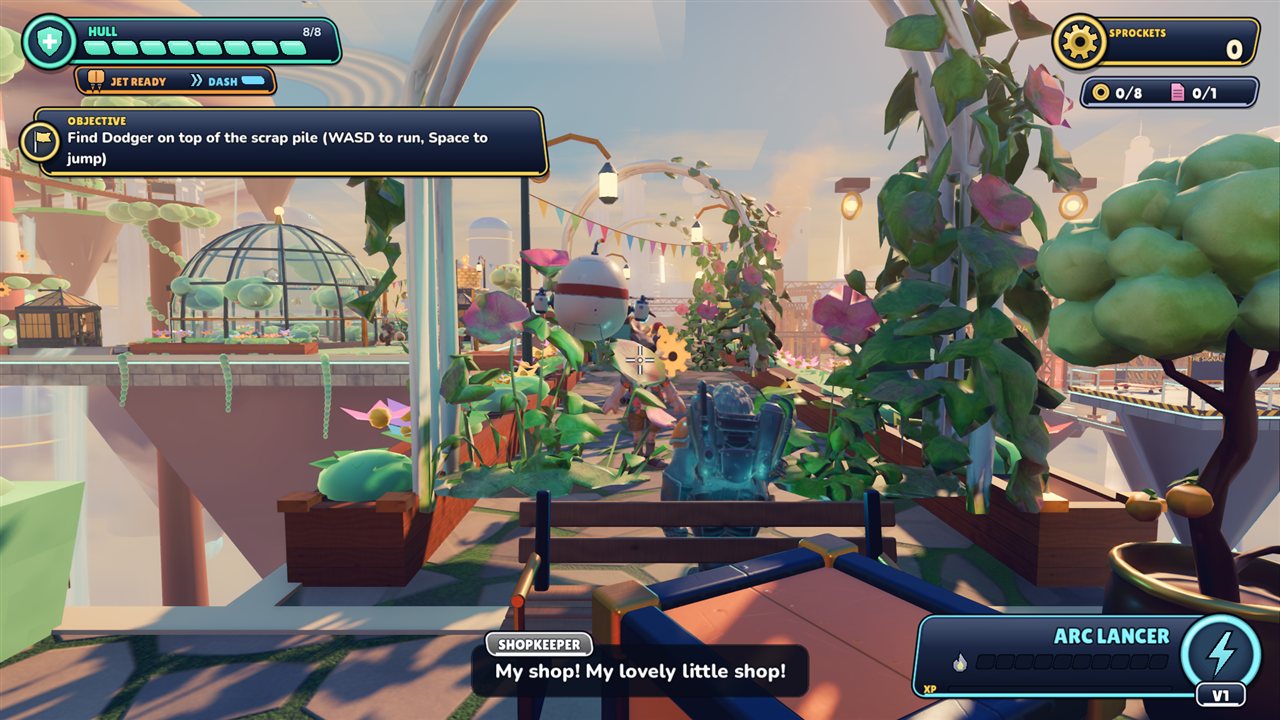 HULL
8/8
JET READY
DASH
SPROCKETS
0
0/8
0/1
OBJECTIVE
Find Dodger on top of the scrap pile (WASD to run, Space to
jump)
SHOPKEEPER
My shop! My lovely little shop!
ARC LANCER
XP
V1